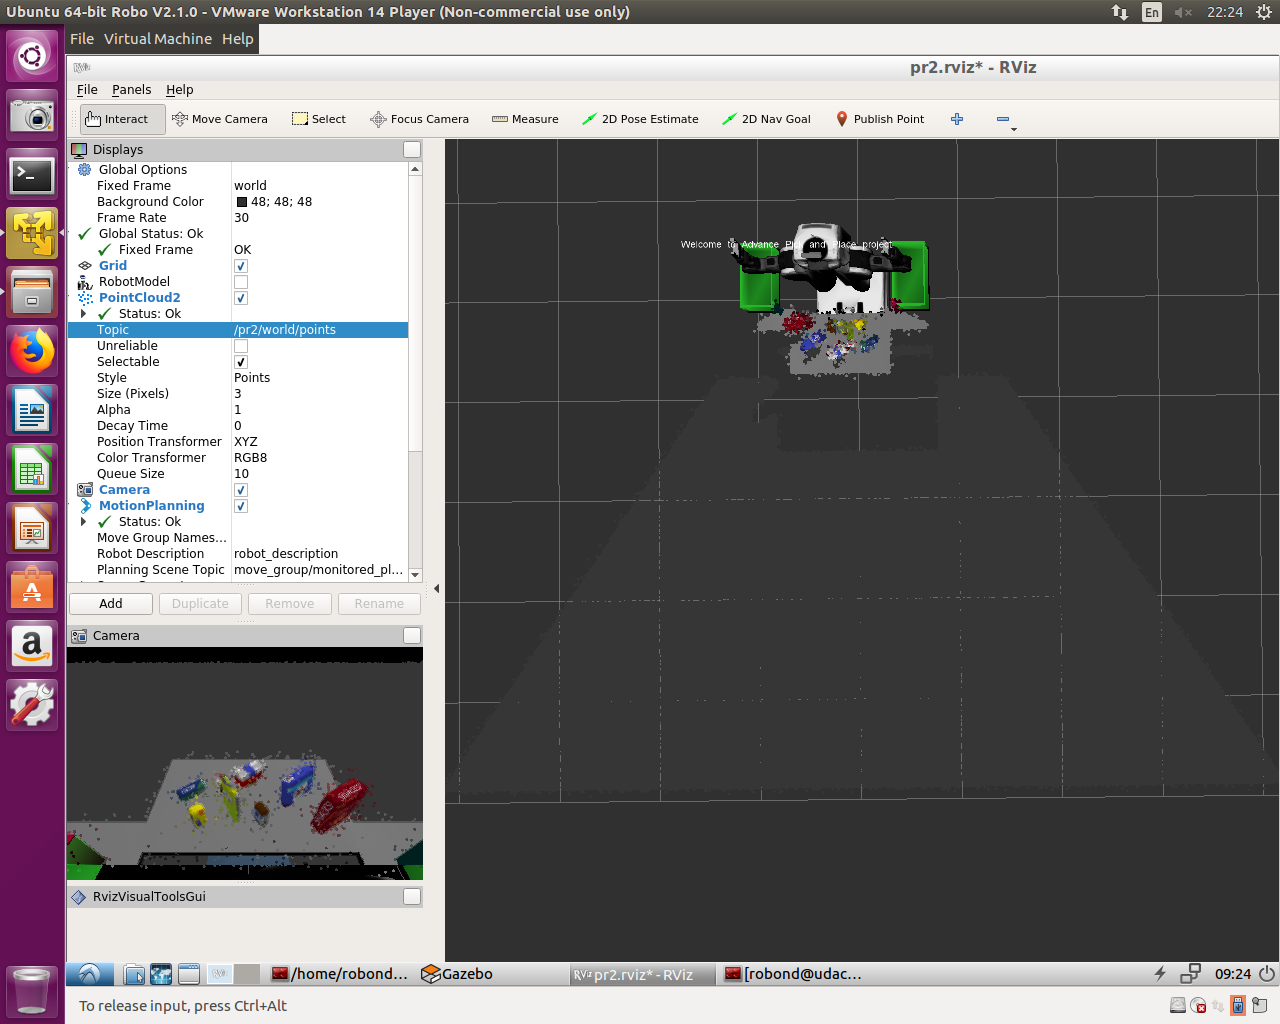 Ubuntu 64-bit Robo V2.1.0 - VMware Workstation 14 Player (Non-commercial use only)
En
22:24
File Virtual Machine Help
RViz
pr2.rviz* - RViz
File Panels Help
Interact Move Camera Select Focus Camera Measure 2D Pose Estimate 2D Nav Goal Publish Point
Displays
Global Options
Fixed Frame world
Background Color 48; 48; 48
Frame Rate 30
Global Status: Ok
Fixed Frame OK
Grid
RobotModel
PointCloud2
Status: Ok
Topic /pr2/world/points
Unreliable
Selectable
Style Points
Size (Pixels) 3
Alpha 1
Decay Time 0
Position Transformer XYZ
Color Transformer RGB8
Queue Size 10
Camera
MotionPlanning
Status: Ok
Move Group Names...
Robot Description robot_description
Planning Scene Topic move_group/monitored_pl...
Add Duplicate Remove Rename
Camera
RvizVisualToolsGui
Welcome to Advance Pick and Place project
/home/robond... Gazebo RViz pr2.rviz* - RViz [robond@udac...
09:24
To release input, press Ctrl+Alt